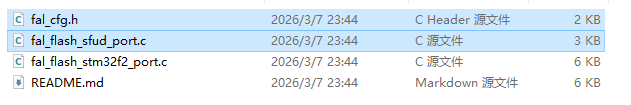 fal_cfg.h 2026/3/7 23:44 C Header 源文件 2 KB
fal_flash_sfud_port.c 2026/3/7 23:44 C 源文件 3 KB
fal_flash_stm32f2_port.c 2026/3/7 23:44 C 源文件 6 KB
README.md 2026/3/7 23:44 Markdown 源文件 6 KB